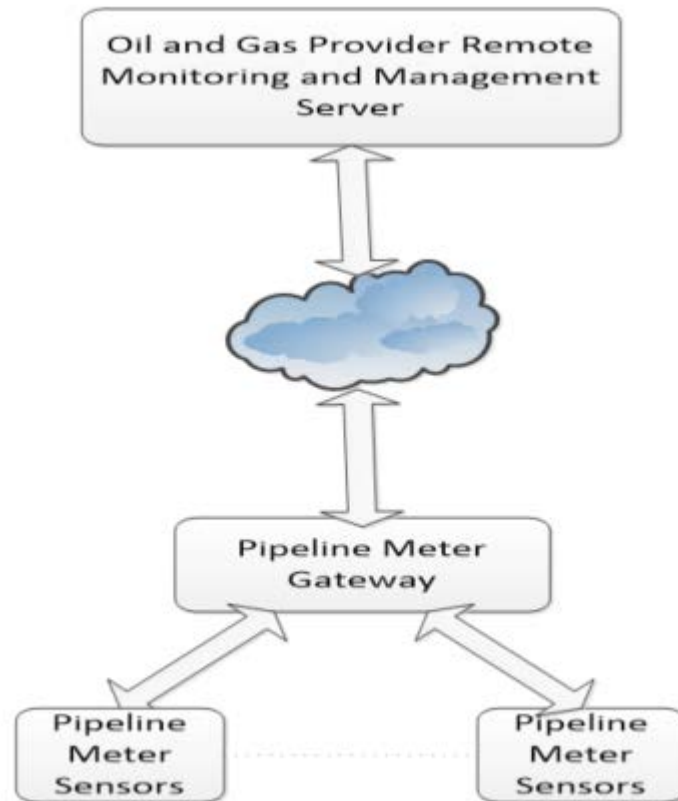 Oil and Gas Provider Remote
Monitoring and Management
Server
Pipeline Meter
Gateway
Pipeline
Meter
Sensors
Pipeline
Meter
Sensors